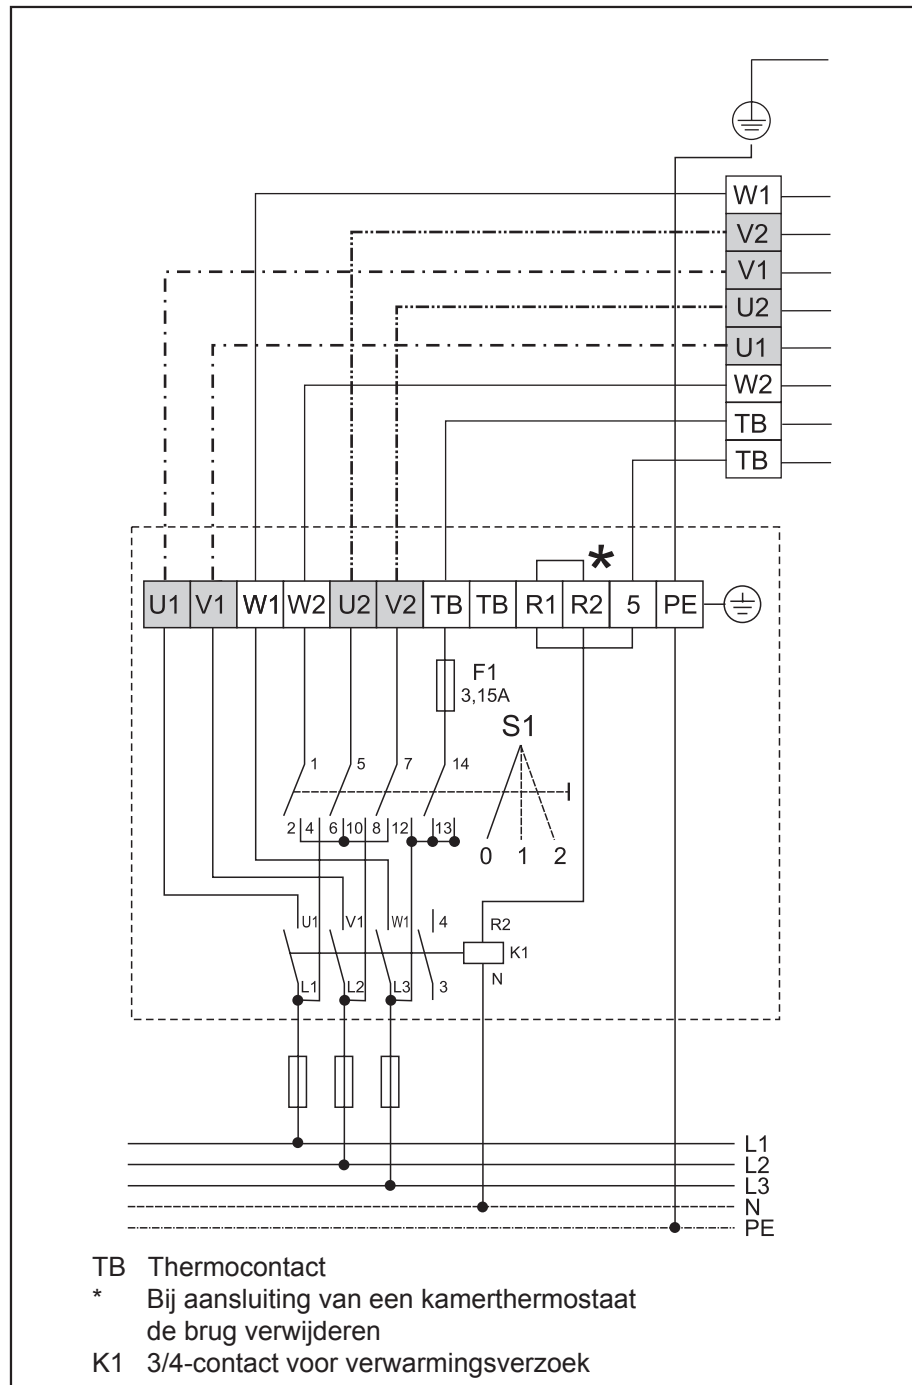 W1
V2
V1
U2
U1
W2
TB
TB
*
U1 V1 W1 W2 U2 V2 TB TB R1 R2 5 PE
F1
3,15A
S1
1 5 7 14
2 4 6 10 8 12 13
0 1 2
U1 V1 W1 4 R2
K1
L1 L2 L3 3 N
L1
L2
L3
N
PE
TB Thermocontact
* Bij aansluiting van een kamerthermostaat
de brug verwijderen
K1 3/4-contact voor verwarmingsverzoek